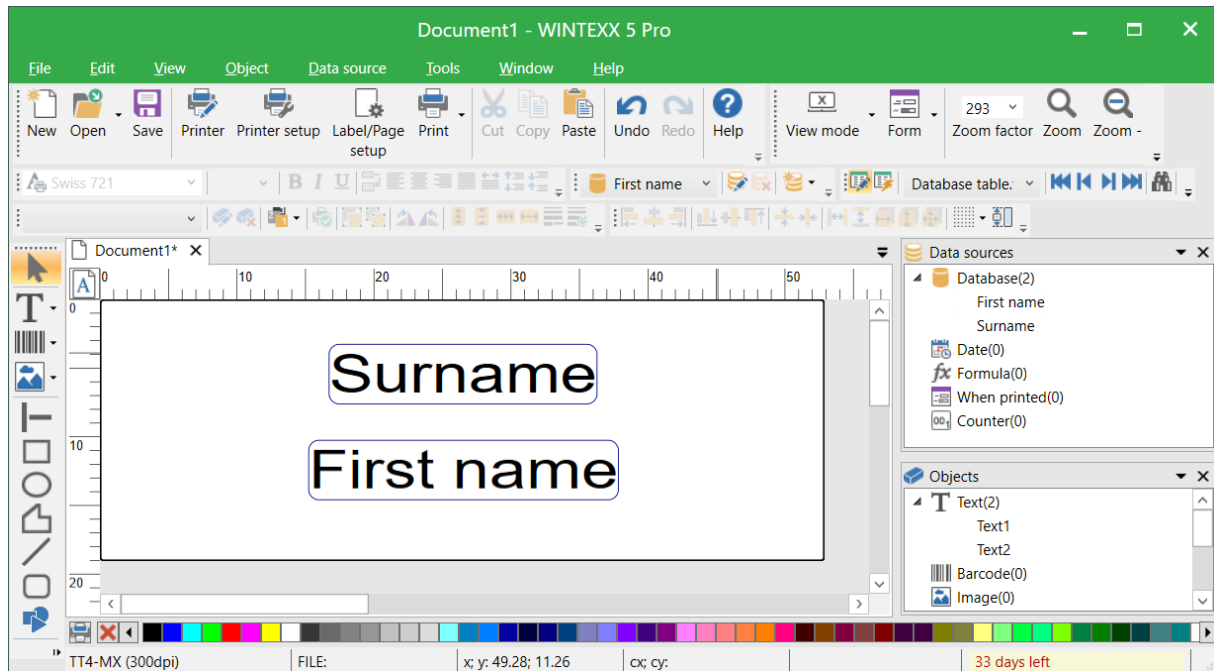 Document1 - WINTEXX 5 Pro
File Edit View Object Data source Tools Window Help
New Open Save Printer Printer setup Label/Page setup Print Cut Copy Paste Undo Redo Help View mode Form 293 Zoom factor Zoom Zoom -
Swiss 721 B I U First name Database table:
Document1*
0 10 20 30 40 50
0
Surname
10
First name
20
Data sources
Database(2)
First name
Surname
Date(0)
fx Formula(0)
When printed(0)
001 Counter(0)
Objects
T Text(2)
Text1
Text2
Barcode(0)
Image(0)
TT4-MX (300dpi) FILE: x; y: 49.28; 11.26 cx; cy: 33 days left